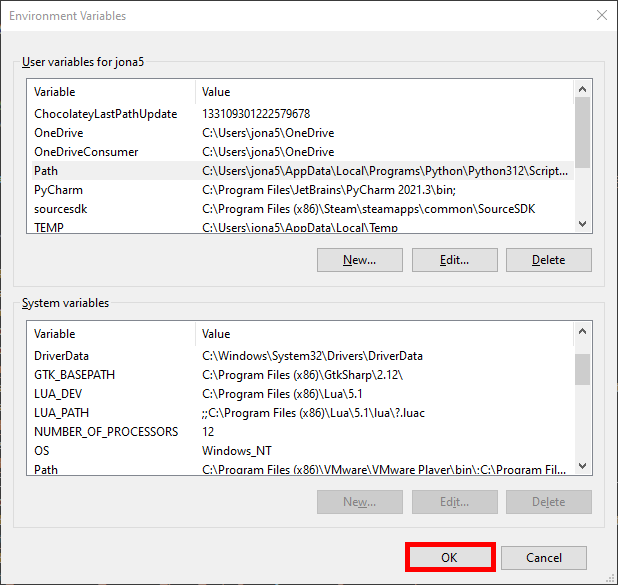 Environment Variables
User variables for jona5
Variable Value
ChocolateyLastPathUpdate 133109301222579678
OneDrive C:\Users\jona5\OneDrive
OneDriveConsumer C:\Users\jona5\OneDrive
Path C:\Users\jona5\AppData\Local\Programs\Python\Python312\Script...
PyCharm C:\Program Files\JetBrains\PyCharm 2021.3\bin;
sourcesdk C:\Program Files (x86)\Steam\steamapps\common\SourceSDK
TEMP C:\Users\jona5\AppData\Local\Temp
New... Edit... Delete
System variables
Variable Value
DriverData C:\Windows\System32\Drivers\DriverData
GTK_BASEPATH C:\Program Files (x86)\GtkSharp\2.12\
LUA_DEV C:\Program Files (x86)\Lua\5.1
LUA_PATH ;;C:\Program Files (x86)\Lua\5.1\lua\?.luac
NUMBER_OF_PROCESSORS 12
OS Windows_NT
Path C:\Program Files (x86)\VMware\VMware Player\bin\;C:\Program Fil...
New... Edit... Delete
OK Cancel